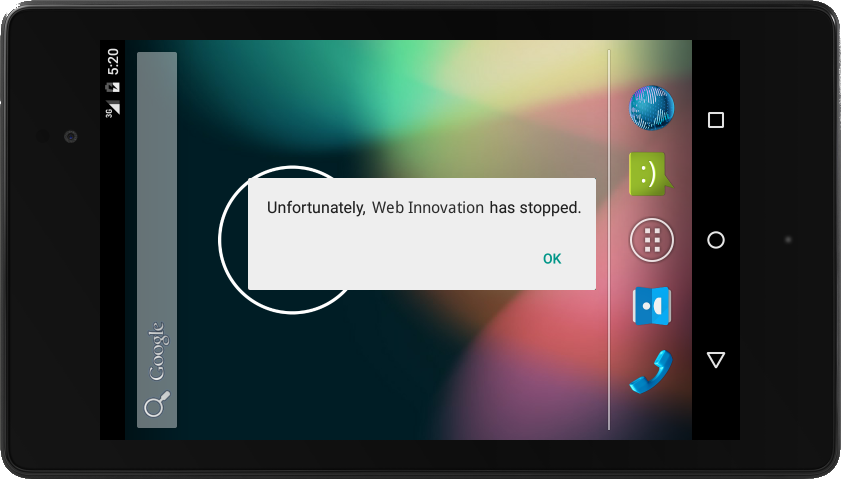 5:20
3G
Google
Unfortunately, Web Innovation has stopped.
OK